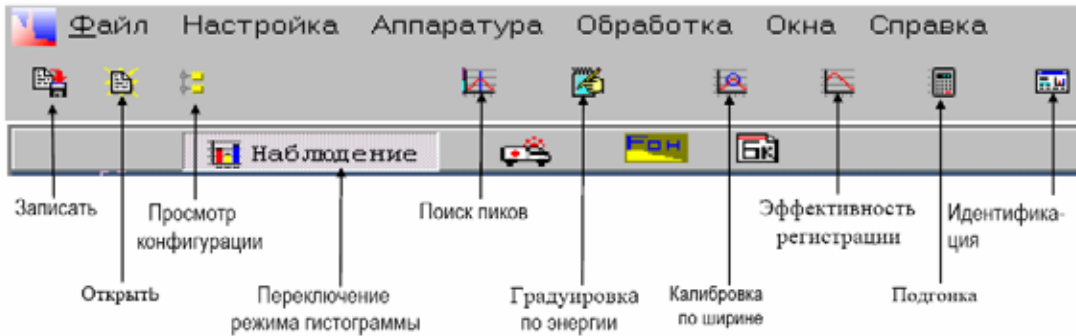 Файл Настройка Аппаратура Обработка Окна Справка
Наблюдение Фон БК
Записать
Просмотр
конфигурации
Поиск пиков
Эффективность
регистрации
Идентифика-
ция
Открыть
Переключение
режима гистограммы
Градуировка
по энергии
Калибровка
по ширине
Подгонка